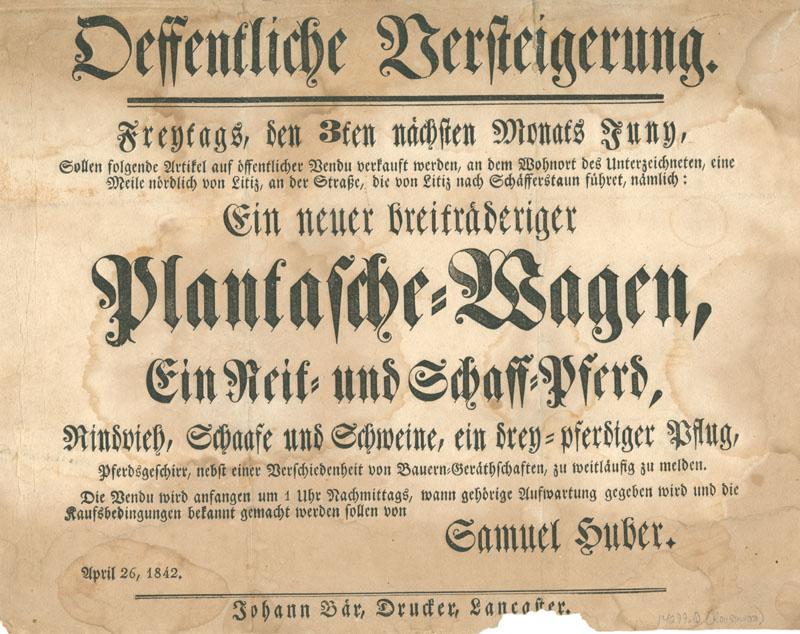 Oeffentliche Versteigerung.
Freytags, den 3ten nächsten Monats Juny,
Sollen folgende Artikel auf öffentlicher Vendu verkauft werden, an dem Wohnort des Unterzeichneten, eine
Meile nördlich von Litiz, an der Straße, die von Litiz nach Schäfferstaun führet, nämlich:
Ein neuer breiträderiger
Plantasche-Wagen,
Ein Reit- und Schaff-Pferd,
Rindvieh, Schaafe und Schweine, ein drey-pferdiger Pflug,
Pferdsgeschirr, nebst einer Verschiedenheit von Bauern-Geräthschaften, zu weitläufig zu melden.
Die Vendu wird anfangen um 1 Uhr Nachmittags, wann gehörige Aufwartung gegeben wird und die
Kaufsbedingungen bekannt gemacht werden sollen von
Samuel Huber.
April 26, 1842.
Johann Bär, Drucker, Lancaster.